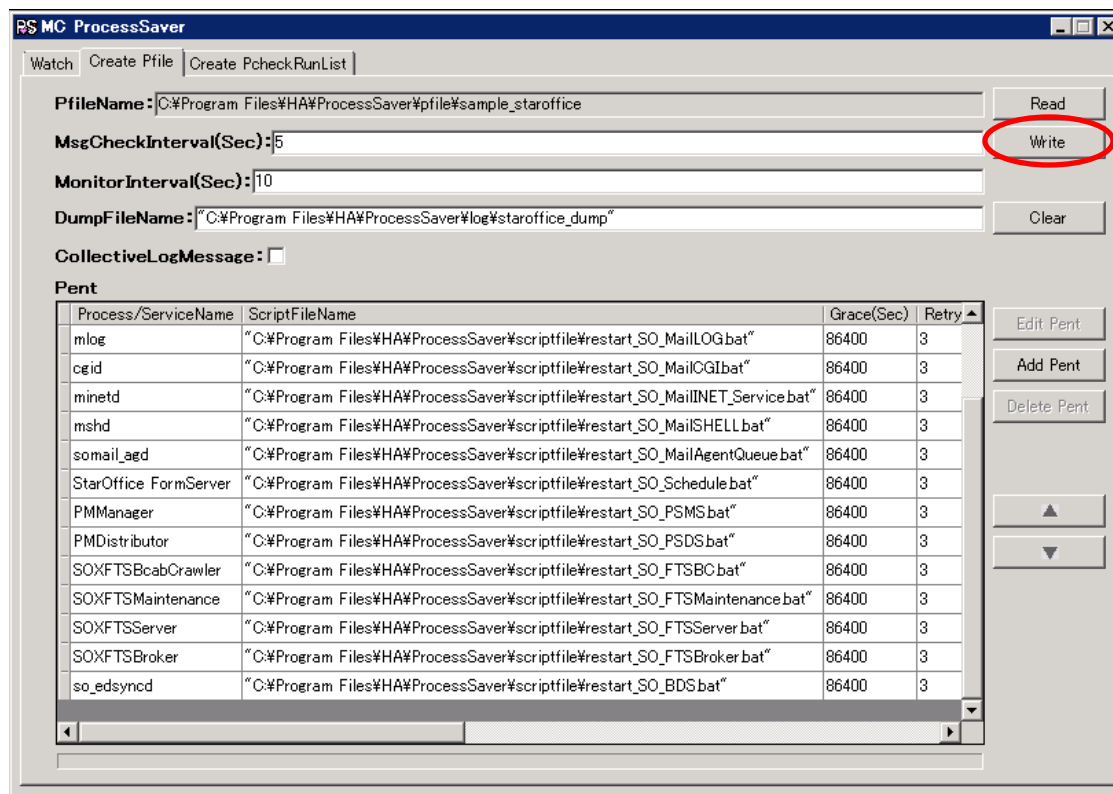 PS MC ProcessSaver
Watch Create Pfile Create PcheckRunList
PfileName: C:¥Program Files¥HA¥ProcessSaver¥pfile¥sample_staroffice Read
MsgCheckInterval(Sec): 5 Write
MonitorInterval(Sec): 10
DumpFileName: "C:¥Program Files¥HA¥ProcessSaver¥log¥staroffice_dump" Clear
CollectiveLogMessage:
Pent
Process/ServiceName ScriptFileName Grace(Sec) Retry
Edit Pent
mlog "C:¥Program Files¥HA¥ProcessSaver¥scriptfile¥restart_SO_MailLOG.bat" 86400 3
cgid "C:¥Program Files¥HA¥ProcessSaver¥scriptfile¥restart_SO_MailCGI.bat" 86400 3
Add Pent
minetd "C:¥Program Files¥HA¥ProcessSaver¥scriptfile¥restart_SO_MailINET_Service.bat" 86400 3
Delete Pent
mshd "C:¥Program Files¥HA¥ProcessSaver¥scriptfile¥restart_SO_MailSHELL.bat" 86400 3
somail_agd "C:¥Program Files¥HA¥ProcessSaver¥scriptfile¥restart_SO_MailAgentQueue.bat" 86400 3
StarOffice FormServer "C:¥Program Files¥HA¥ProcessSaver¥scriptfile¥restart_SO_Schedule.bat" 86400 3
PMManager "C:¥Program Files¥HA¥ProcessSaver¥scriptfile¥restart_SO_PSMS.bat" 86400 3
PMDistributor "C:¥Program Files¥HA¥ProcessSaver¥scriptfile¥restart_SO_PSDS.bat" 86400 3
SOXFTSBcabCrawler "C:¥Program Files¥HA¥ProcessSaver¥scriptfile¥restart_SO_FTSBC.bat" 86400 3
SOXFTSMaintenance "C:¥Program Files¥HA¥ProcessSaver¥scriptfile¥restart_SO_FTSMaintenance.bat" 86400 3
SOXFTSServer "C:¥Program Files¥HA¥ProcessSaver¥scriptfile¥restart_SO_FTSServer.bat" 86400 3
SOXFTSBroker "C:¥Program Files¥HA¥ProcessSaver¥scriptfile¥restart_SO_FTSBroker.bat" 86400 3
so_edsyncd "C:¥Program Files¥HA¥ProcessSaver¥scriptfile¥restart_SO_BDS.bat" 86400 3